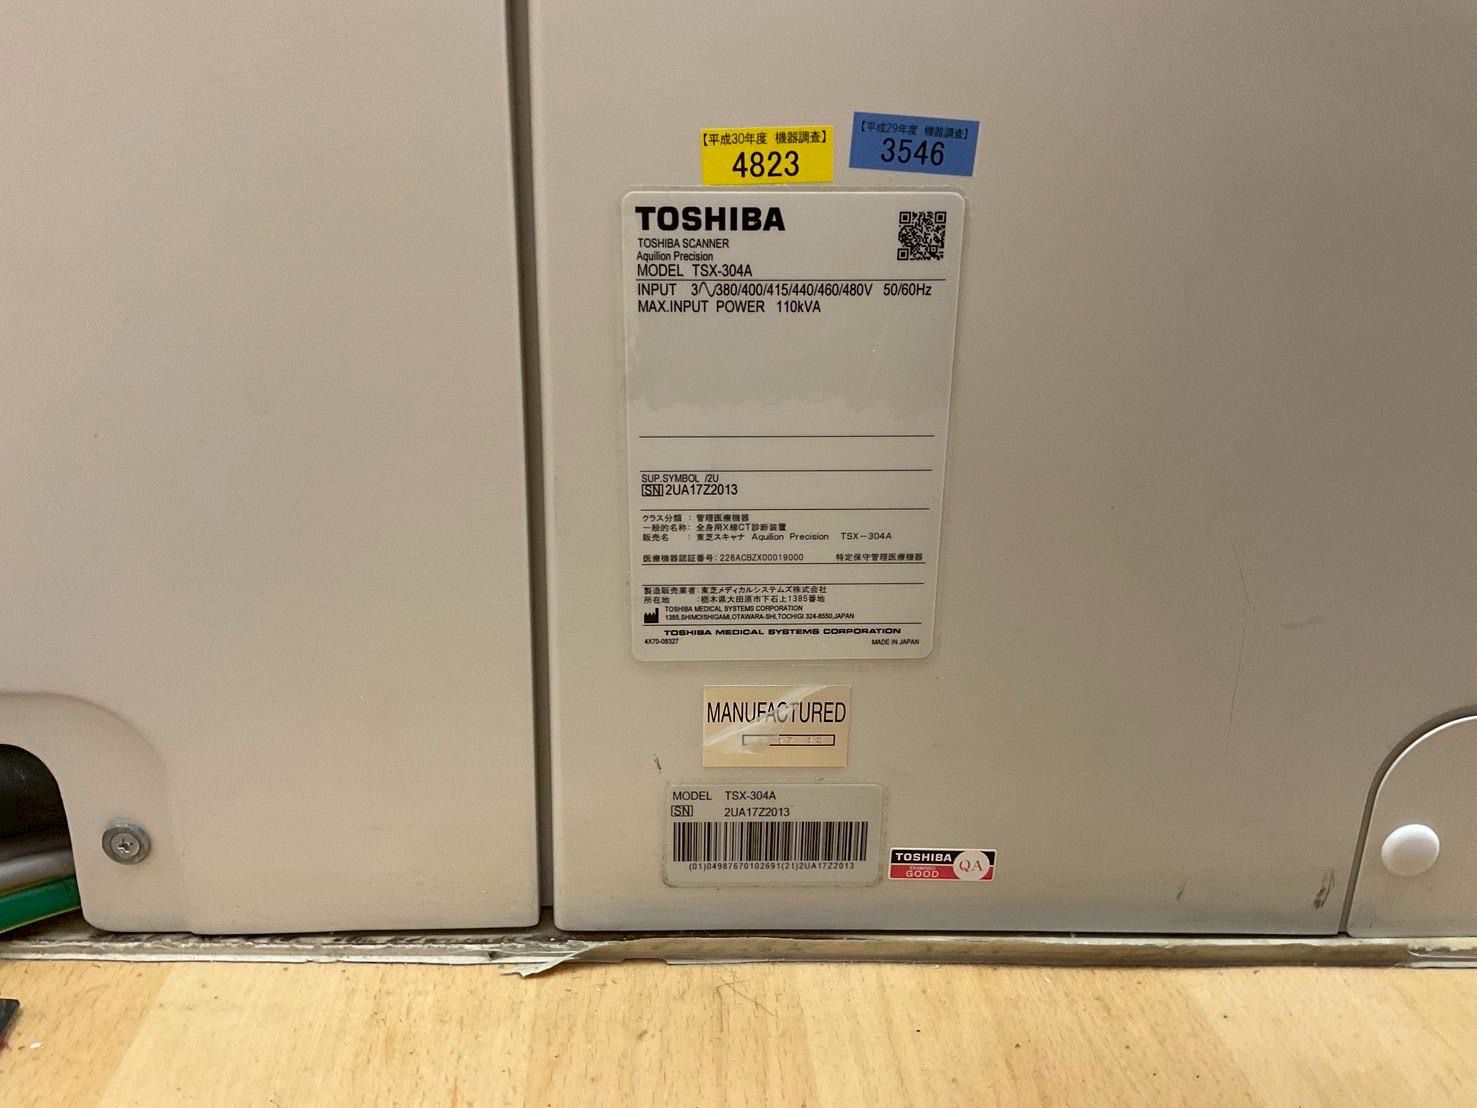 【平成30年度 機器調査】
4823
【平成29年度 機器調査】
3546
TOSHIBA
TOSHIBA SCANNER
Aquilion Precision
MODEL TSX-304A
INPUT 3 380/400/415/440/460/480V 50/60Hz
MAX.INPUT POWER 110kVA
SUP.SYMBOL /2U
SN 2UA17Z2013
クラス分類 : 管理医療機器
一般的名称: 全身用X線CT診断装置
販売名 : 東芝スキャナ Aquilion Precision TSX-304A
医療機器認証番号: 228ACBZX00019000 特定保守管理医療機器
製造販売業者: 東芝メディカルシステムズ株式会社
所在地 : 栃木県大田原市下石上1385番地
TOSHIBA MEDICAL SYSTEMS CORPORATION
1385,SHIMOISHIGAMI,OTAWARA-SHI,TOCHIGI 324-8550,JAPAN
TOSHIBA MEDICAL SYSTEMS CORPORATION
4X70-08327 MADE IN JAPAN
MANUFACTURED
MODEL TSX-304A
SN 2UA17Z2013
(01)04987670102691(21)2UA17Z2013
TOSHIBA
EXAMINED
GOOD
QA